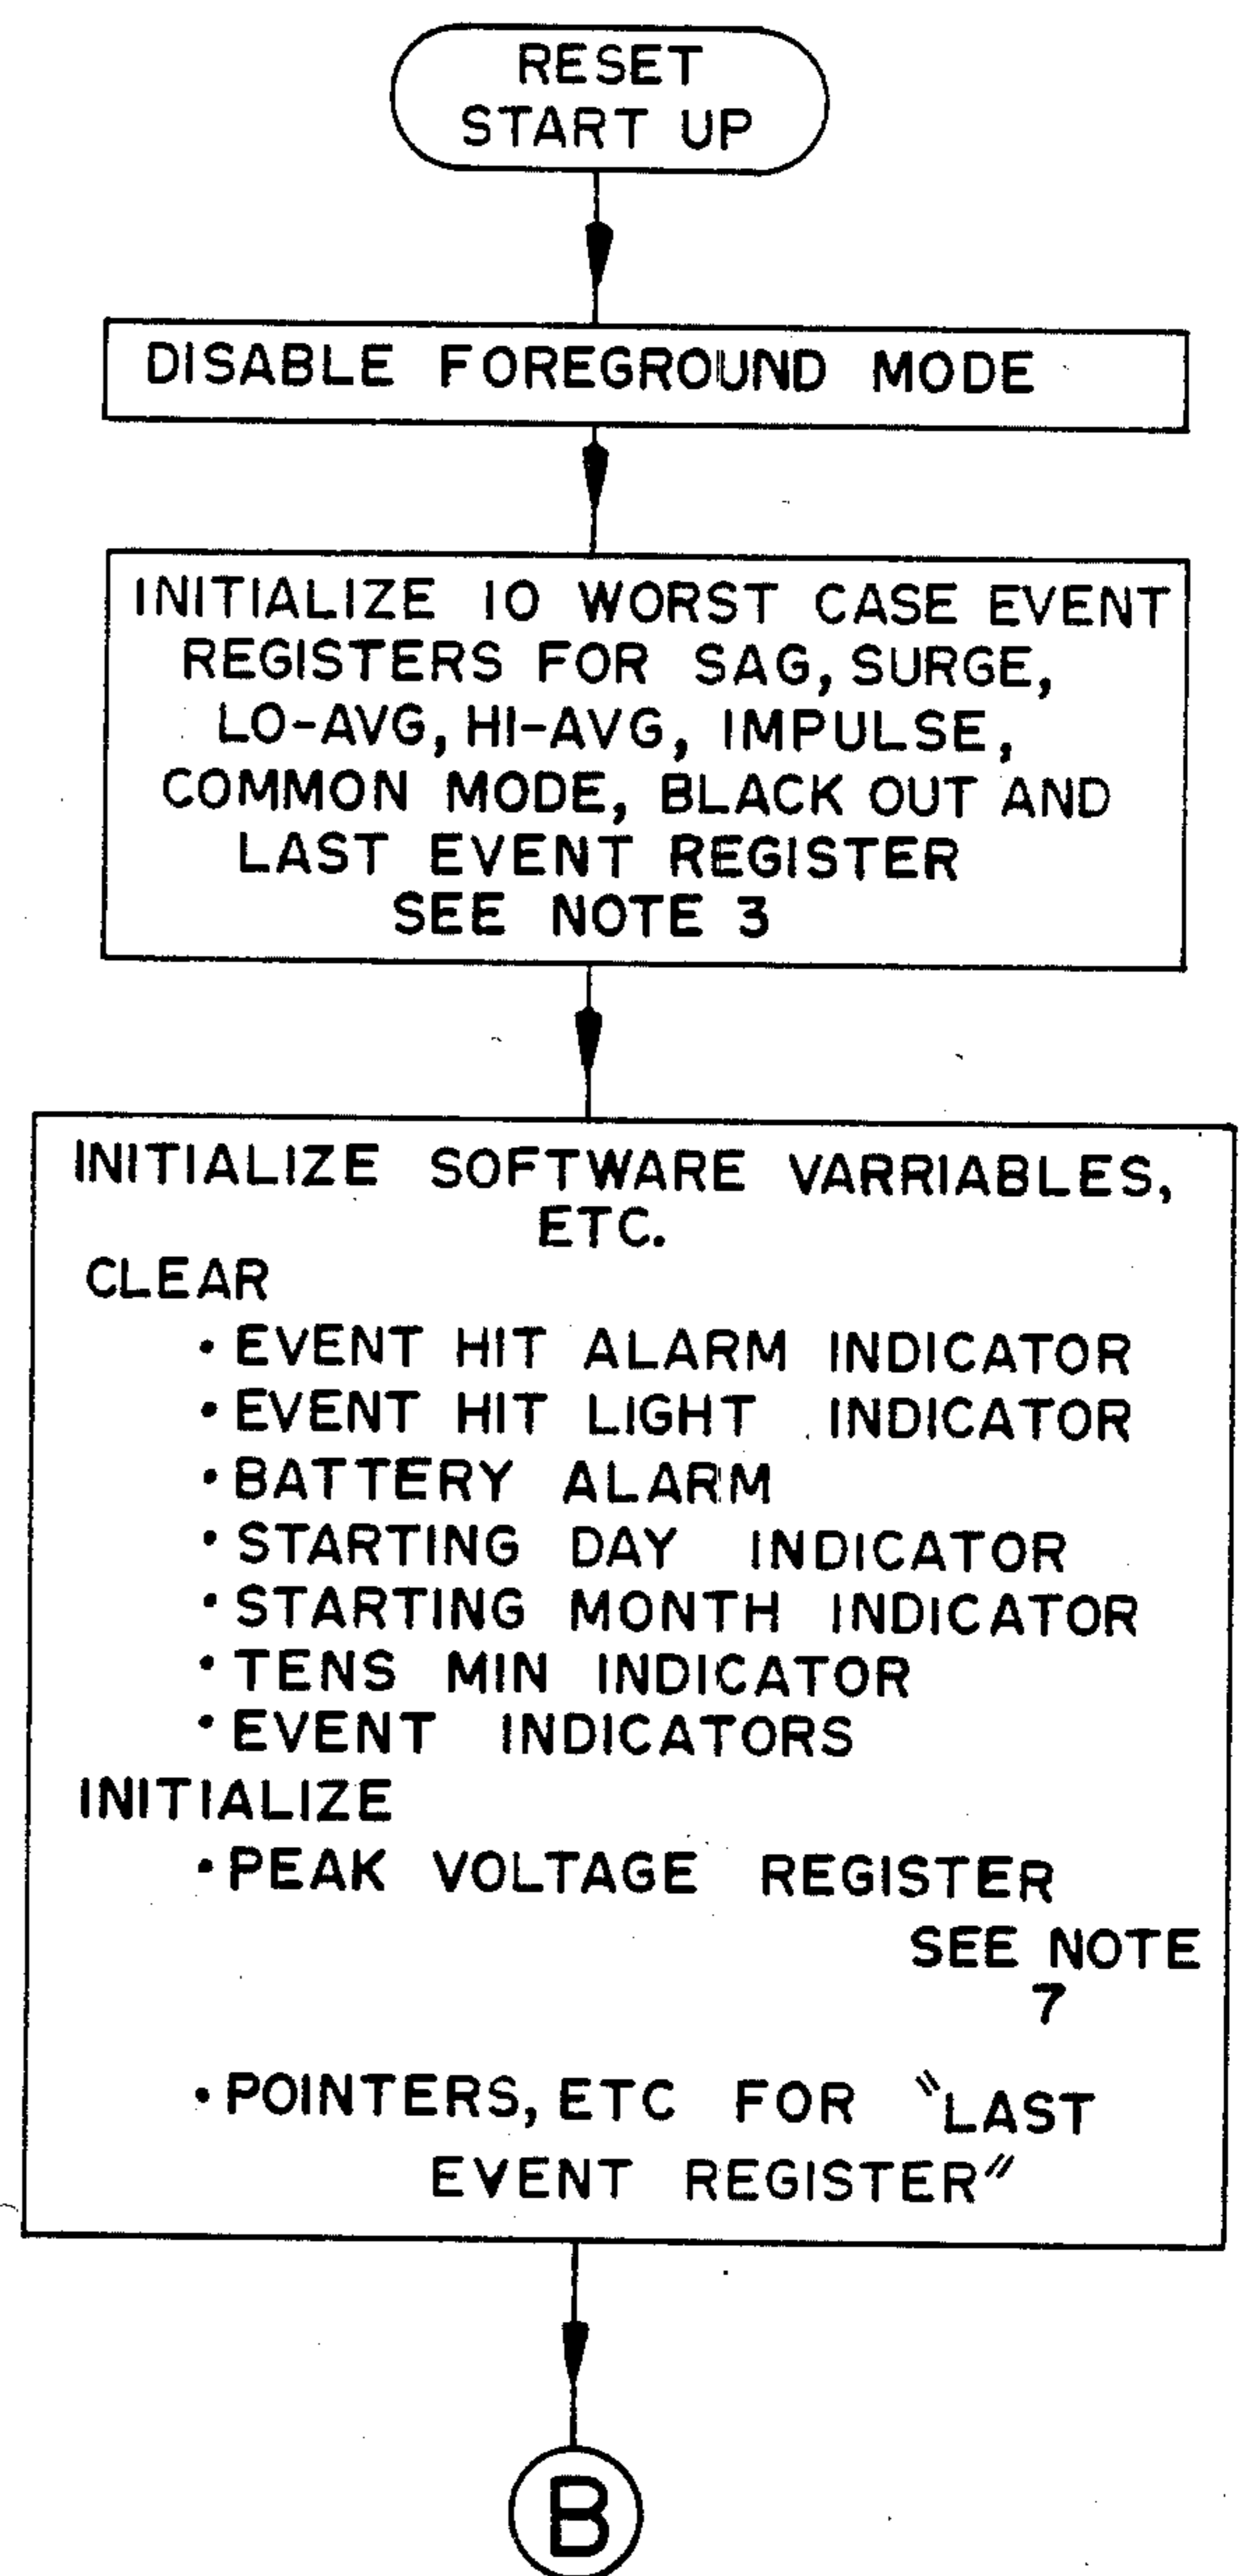 RESET
START UP
DISABLE FOREGROUND MODE
INITIALIZE 10 WORST CASE EVENT
REGISTERS FOR SAG, SURGE,
LO-AVG, HI-AVG, IMPULSE,
COMMON MODE, BLACK OUT AND
LAST EVENT REGISTER
SEE NOTE 3
INITIALIZE SOFTWARE VARRIABLES,
ETC.
CLEAR
• EVENT HIT ALARM INDICATOR
• EVENT HIT LIGHT INDICATOR
• BATTERY ALARM
• STARTING DAY INDICATOR
• STARTING MONTH INDICATOR
• TENS MIN INDICATOR
• EVENT INDICATORS
INITIALIZE
• PEAK VOLTAGE REGISTER
SEE NOTE
7
• POINTERS, ETC FOR "LAST
EVENT REGISTER"
B